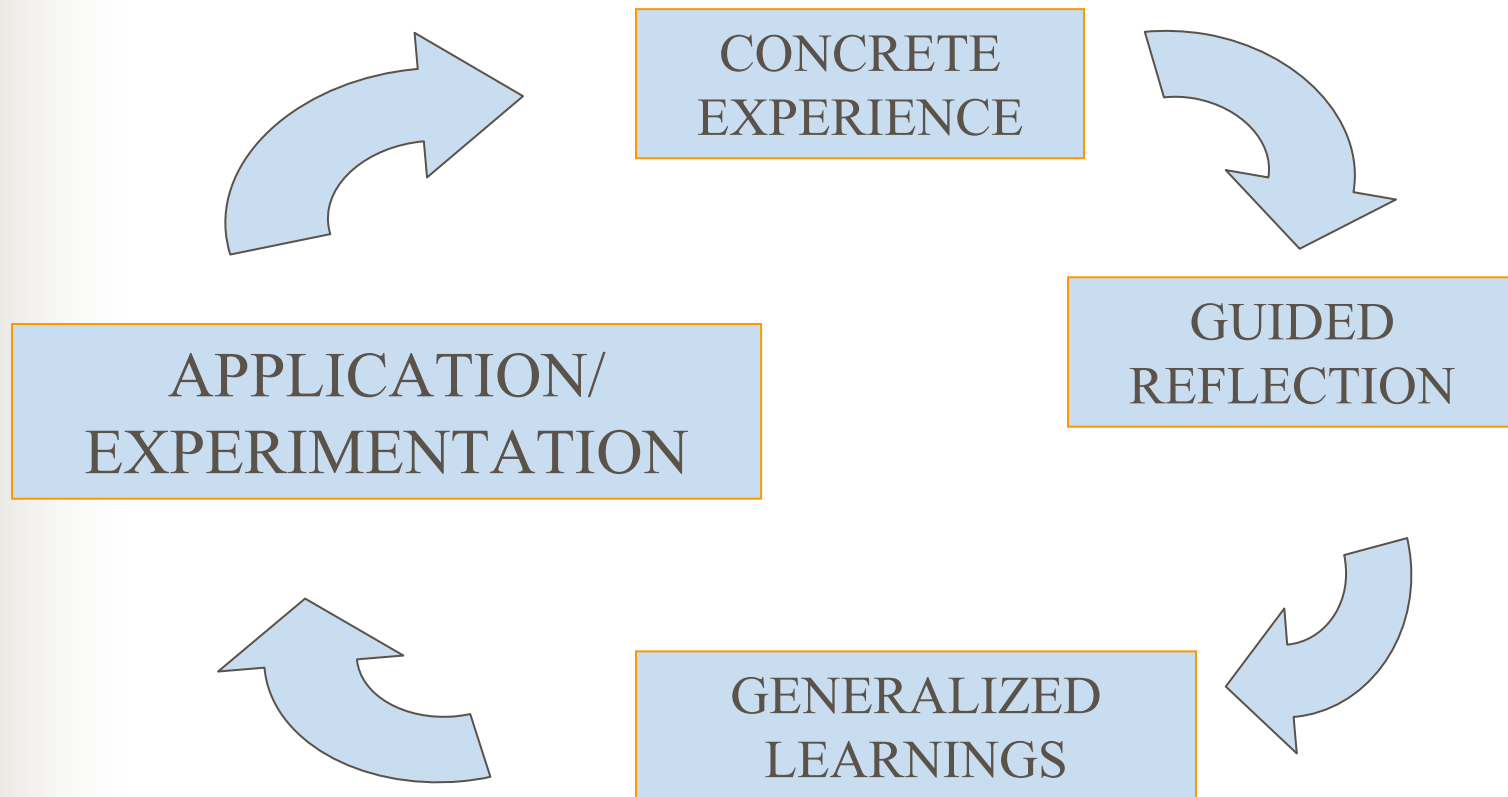 CONCRETE
EXPERIENCE
GUIDED
REFLECTION
APPLICATION/
EXPERIMENTATION
GENERALIZED
LEARNINGS